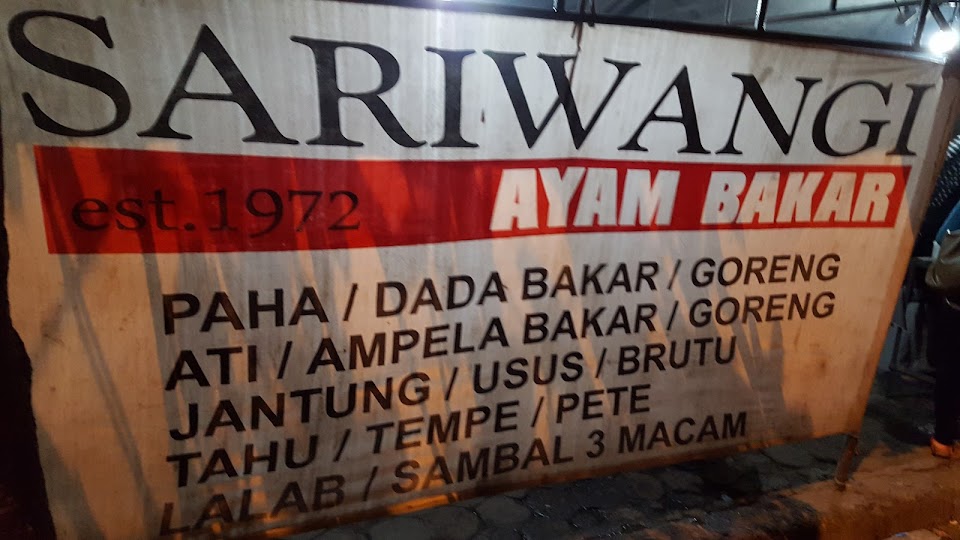 SARIWANGI
est.1972 AYAM BAKAR
PAHA / DADA BAKAR / GORENG
ATI / AMPELA BAKAR / GORENG
JANTUNG / USUS / BRUTU
TAHU / TEMPE / PETE
LALAB / SAMBAL 3 MACAM